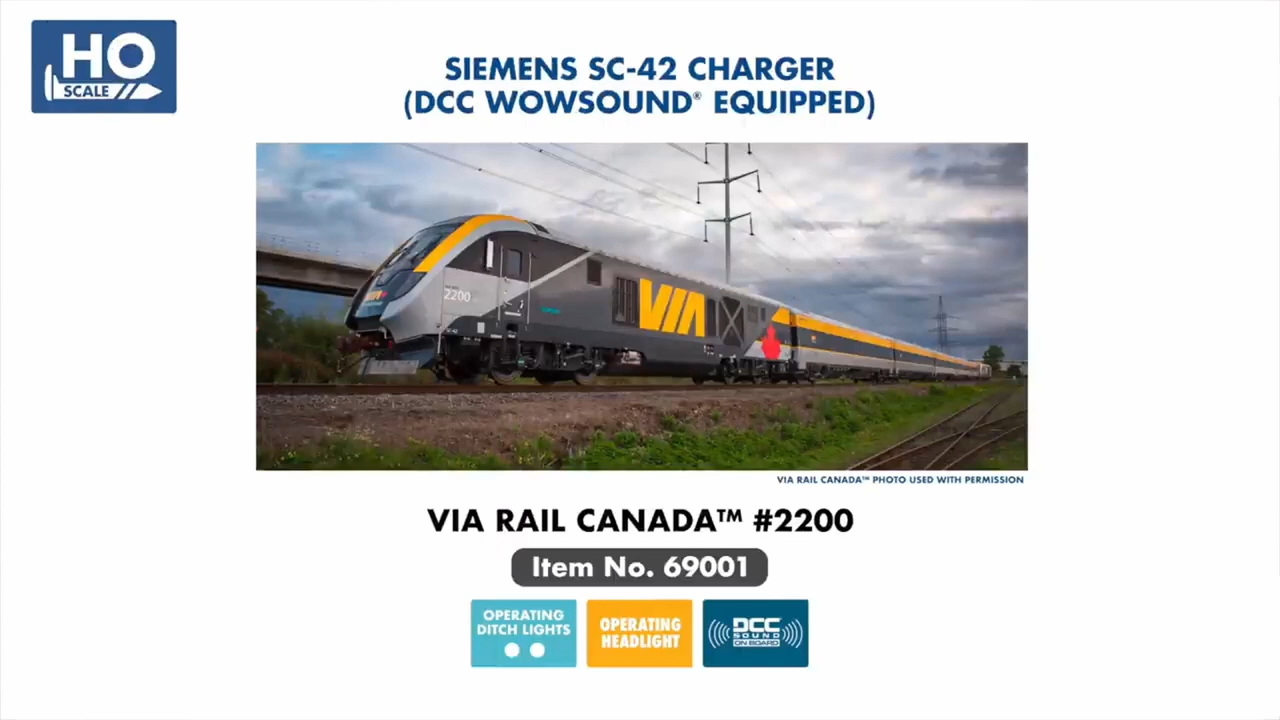 HO
SCALE
SIEMENS SC-42 CHARGER
(DCC WOWSOUND® EQUIPPED)
2200
VIA
VIA RAIL CANADA™ PHOTO USED WITH PERMISSION
VIA RAIL CANADA™ #2200
Item No. 69001
OPERATING
DITCH LIGHTS
OPERATING
HEADLIGHT
DCC
SOUND
ON BOARD